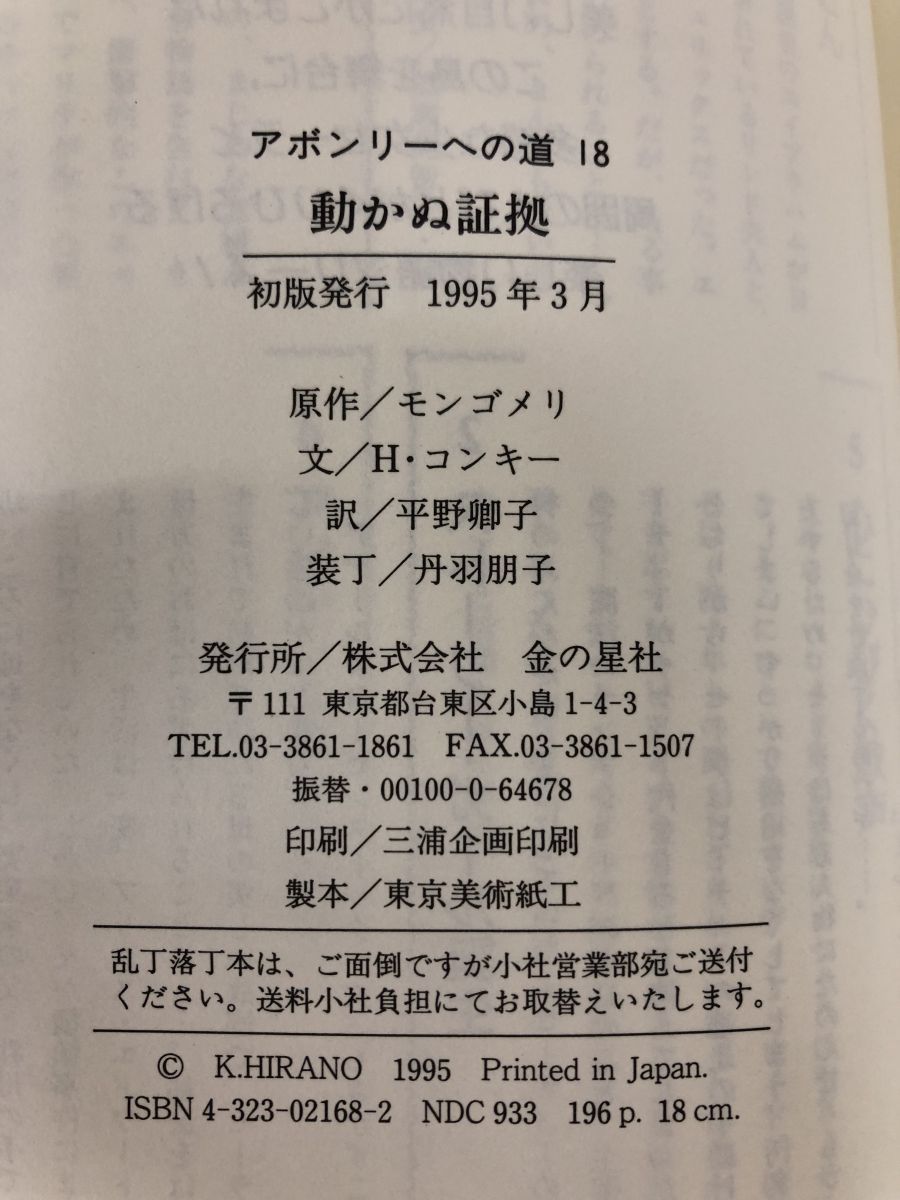 アボンリーへの道 18
動かぬ証拠
初版発行 1995年3月
原作／モンゴメリ
文／H・コンキー
訳／平野卿子
装丁／丹羽朋子
発行所／株式会社 金の星社
〒111 東京都台東区小島1-4-3
TEL.03-3861-1861 FAX.03-3861-1507
振替・00100-0-64678
印刷／三浦企画印刷
製本／東京美術紙工
乱丁落丁本は、ご面倒ですが小社営業部宛ご送付
ください。送料小社負担にてお取替えいたします。
© K.HIRANO 1995 Printed in Japan.
ISBN 4-323-02168-2 NDC 933 196 p. 18 cm.